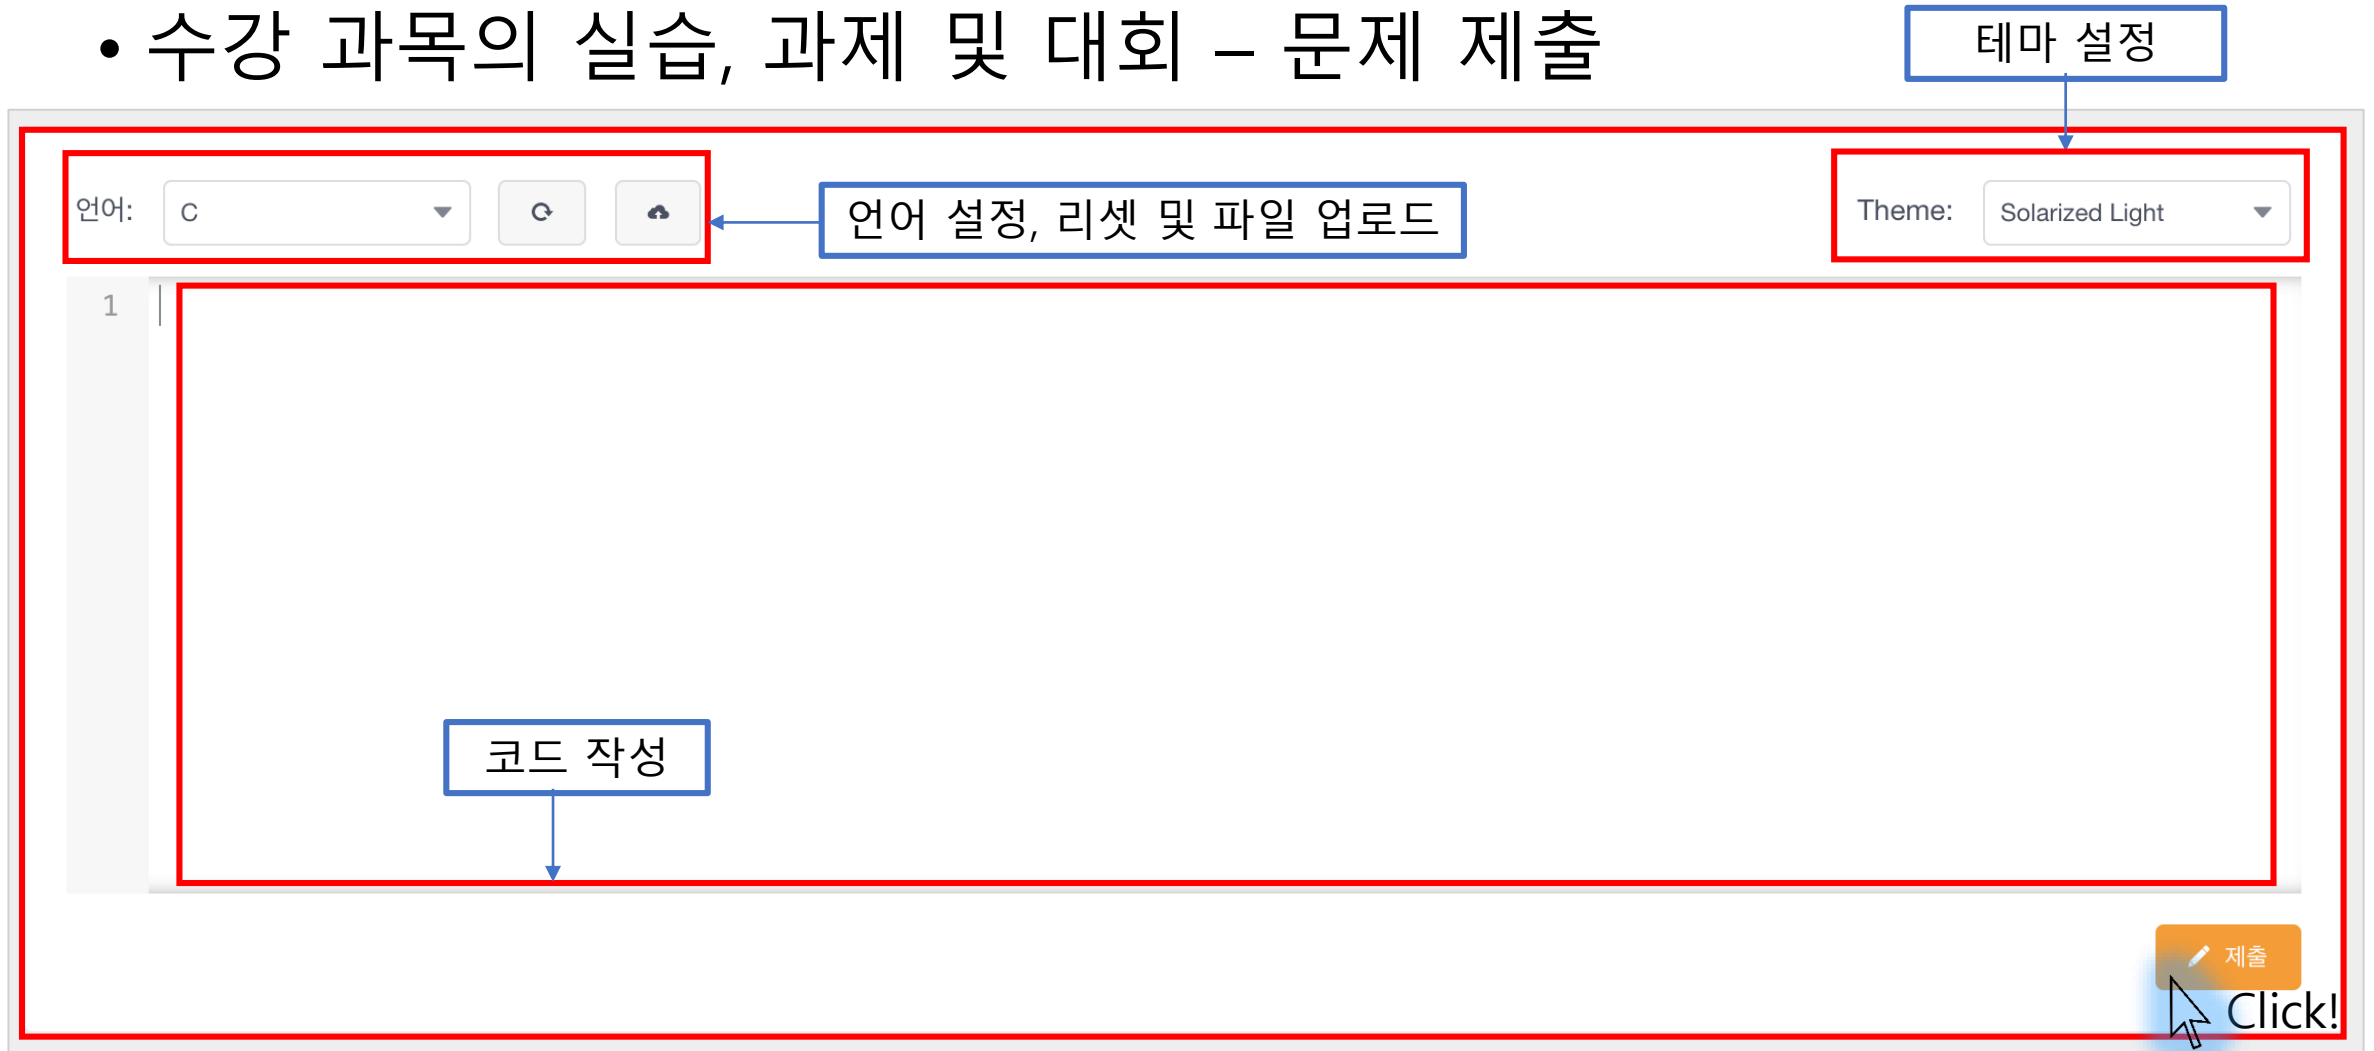 • 수강 과목의 실습, 과제 및 대회 – 문제 제출
테마 설정
언어: C
언어 설정, 리셋 및 파일 업로드
Theme: Solarized Light
1
코드 작성
제출
Click!